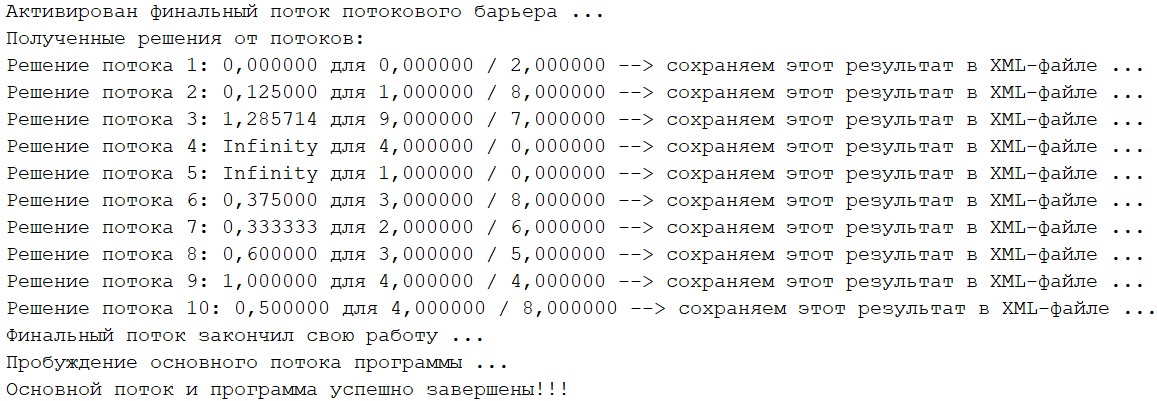 Активирован финальный поток потокового барьера ...
Полученные решения от потоков:
Решение потока 1: 0,000000 для 0,000000 / 2,000000 --> сохраняем этот результат в XML-файле ...
Решение потока 2: 0,125000 для 1,000000 / 8,000000 --> сохраняем этот результат в XML-файле ...
Решение потока 3: 1,285714 для 9,000000 / 7,000000 --> сохраняем этот результат в XML-файле ...
Решение потока 4: Infinity для 4,000000 / 0,000000 --> сохраняем этот результат в XML-файле ...
Решение потока 5: Infinity для 1,000000 / 0,000000 --> сохраняем этот результат в XML-файле ...
Решение потока 6: 0,375000 для 3,000000 / 8,000000 --> сохраняем этот результат в XML-файле ...
Решение потока 7: 0,333333 для 2,000000 / 6,000000 --> сохраняем этот результат в XML-файле ...
Решение потока 8: 0,600000 для 3,000000 / 5,000000 --> сохраняем этот результат в XML-файле ...
Решение потока 9: 1,000000 для 4,000000 / 4,000000 --> сохраняем этот результат в XML-файле ...
Решение потока 10: 0,500000 для 4,000000 / 8,000000 --> сохраняем этот результат в XML-файле ...
Финальный поток закончил свою работу ...
Пробуждение основного потока программы ...
Основной поток и программа успешно завершены!!!